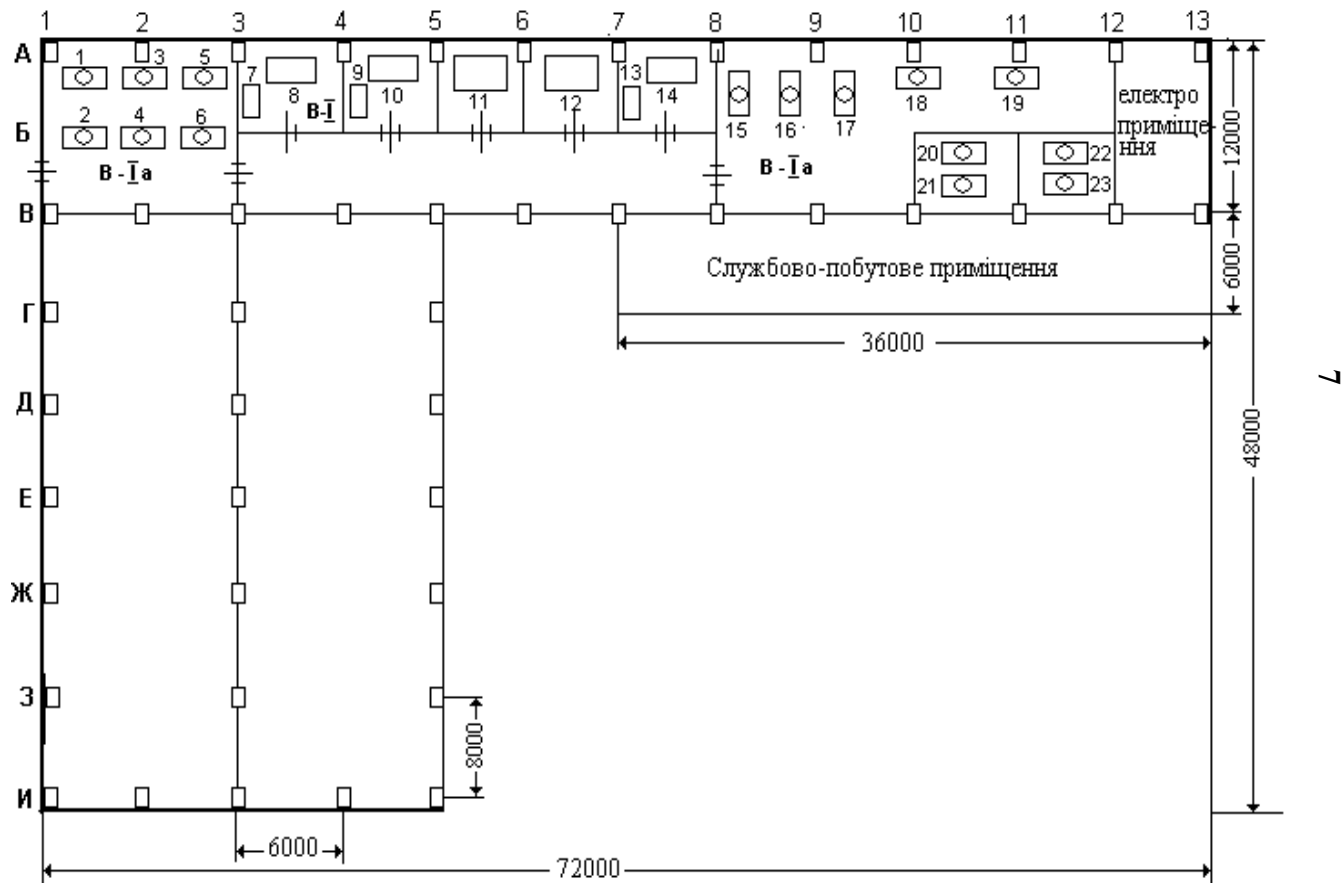 1 2 3 4 5 6 7 8 9 10 11 12 13
А
1 3 5 7 9 13
8 10 11 12 14
В-І
15 16 17 18 19
електро
приміще-
ння
12000
Б
2 4 6
В -Іа
В -Іа
20 22
21 23
В
Службово-побутове приміщення
6000
Г
36000
7
Д
48000
Е
Ж
З
8000
И
6000
72000